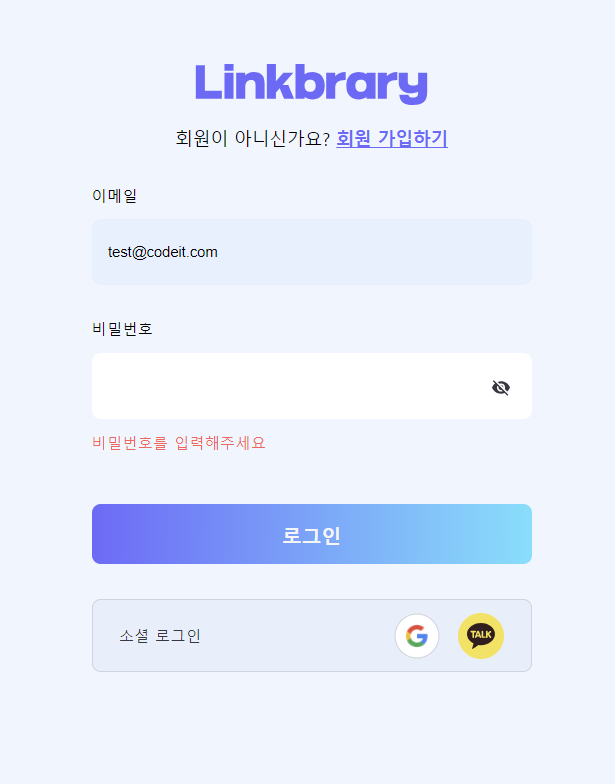 Linkbrary
회원이 아니신가요? 회원 가입하기
이메일
test@codeit.com
비밀번호
비밀번호를 입력해주세요
로그인
소셜 로그인
G
TALK